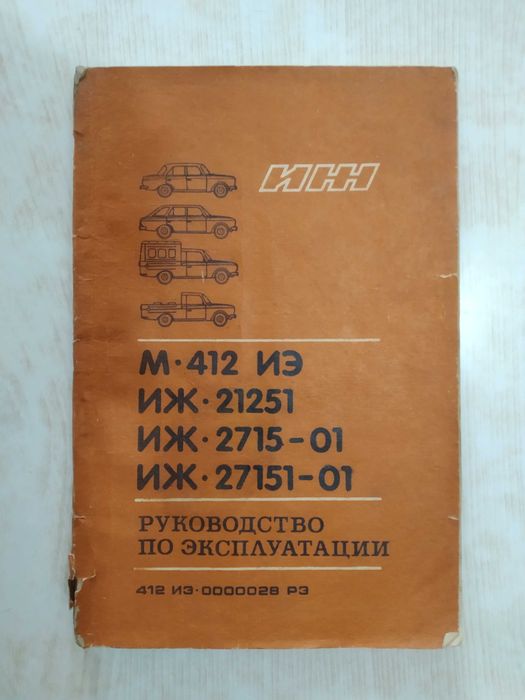 ИЖ
М·412 ИЭ
ИЖ·21251
ИЖ·2715-01
ИЖ·27151-01
РУКОВОДСТВО
ПО ЭКСПЛУАТАЦИИ
412 ИЭ·0000028 РЭ